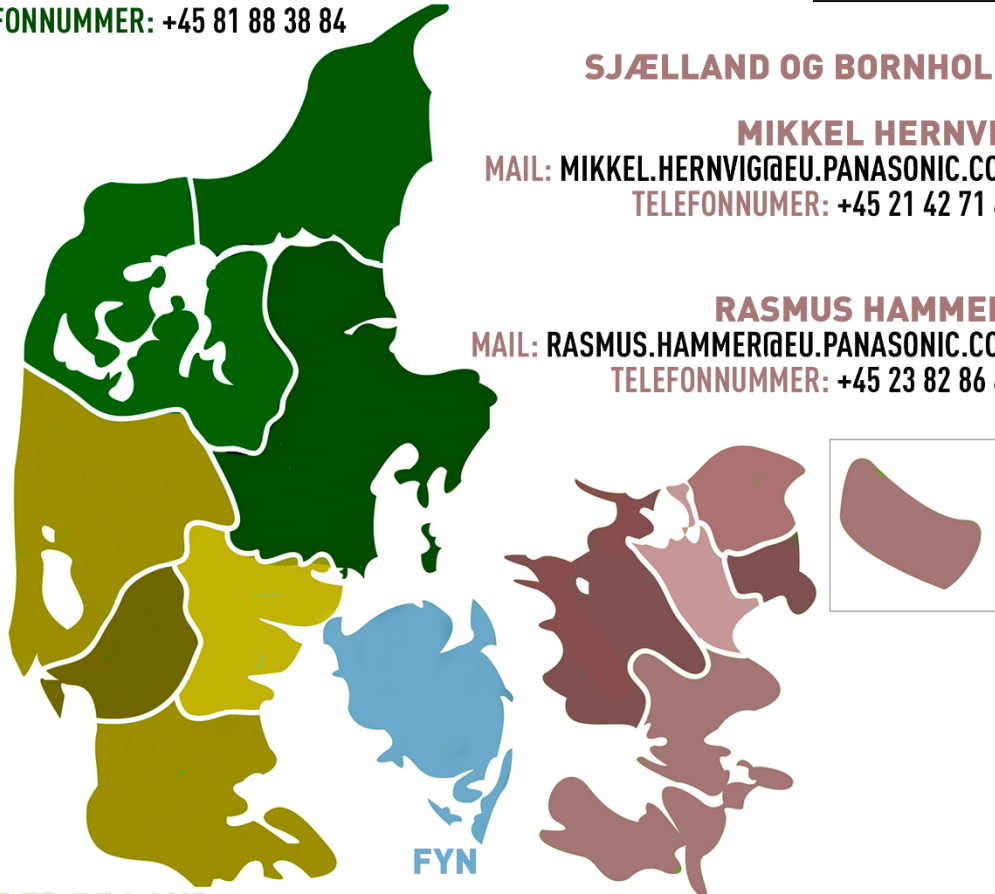 FONNUMMER: +45 81 88 38 84
SJÆLLAND OG BORNHOL
MIKKEL HERNV
MAIL: MIKKEL.HERNVIG@EU.PANASONIC.CO
TELEFONNUMER: +45 21 42 71
RASMUS HAMME
MAIL: RASMUS.HAMMER@EU.PANASONIC.CO
TELEFONNUMMER: +45 23 82 86
FYN